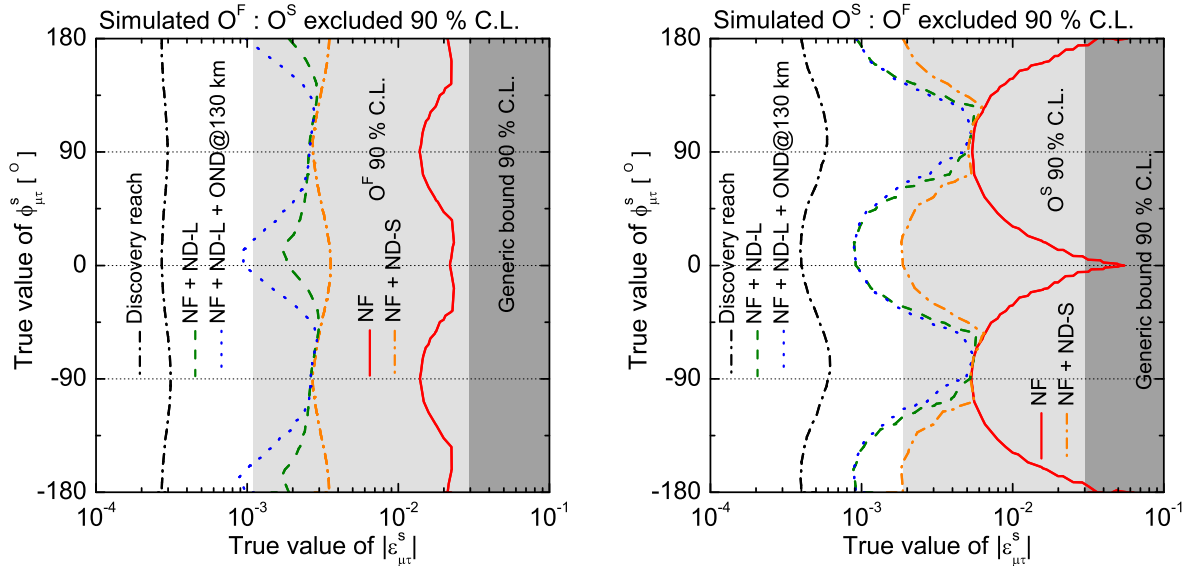 Simulated O^F : O^S excluded 90 % C.L.
180
90
0
-90
-180
True value of ϕ^s_μτ [ ° ]
Discovery reach
NF + ND-L
NF + ND-L + OND@130 km
O^F 90 % C.L.
NF
NF + ND-S
Generic bound 90 % C.L.
10^-4
10^-3
10^-2
10^-1
True value of |ε^s_μτ|
Simulated O^S : O^F excluded 90 % C.L.
180
90
0
-90
-180
True value of ϕ^s_μτ [ ° ]
Discovery reach
NF + ND-L
NF + ND-L + OND@130 km
O^S 90 % C.L.
NF
NF + ND-S
Generic bound 90 % C.L.
10^-4
10^-3
10^-2
10^-1
True value of |ε^s_μτ|